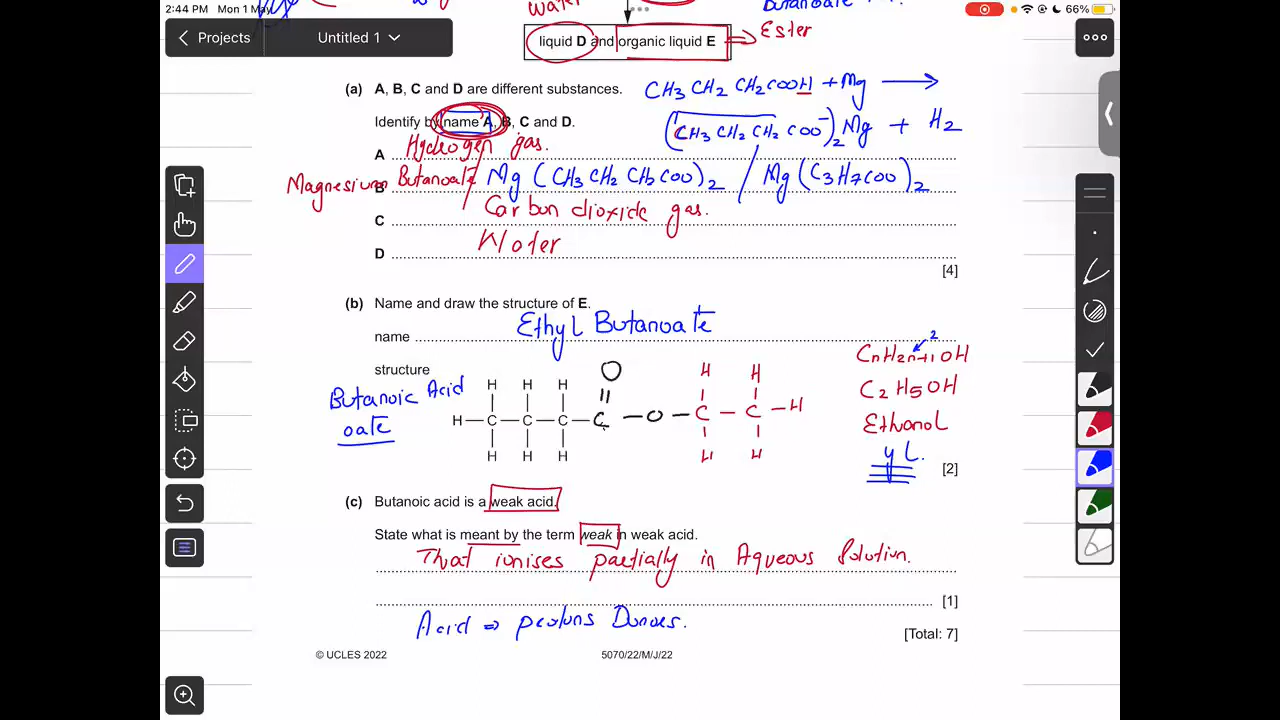 2:44 PM Mon 1 May
66%
water
Projects
Untitled 1
liquid D and organic liquid E
Ester
(a) A, B, C and D are different substances.
CH3 CH2 CH2COOH + Mg
Identify by name A, B, C and D.
(CH3 CH2 CH2 COO⁻)2 Mg + H2
A Hydrogen gas.
Magnesium Butanoate / Mg (CH3 CH2 CH2COO)2 / Mg (C3H7COO)2
B
Carbon dioxide gas.
C
Water
D
[4]
(b) Name and draw the structure of E.
name Ethyl Butanoate
structure
Butanoic Acid
oate
H H H O H H
H C C C C O C C H
H H H H H
CnH2n+1OH
2
C2H5OH
Ethanol
yl.
[2]
(c) Butanoic acid is a weak acid.
State what is meant by the term weak in weak acid.
That ionises partially in Aqueous Solution.
[1]
Acid ⇒ protons Donors.
[Total: 7]
© UCLES 2022
5070/22/M/J/22